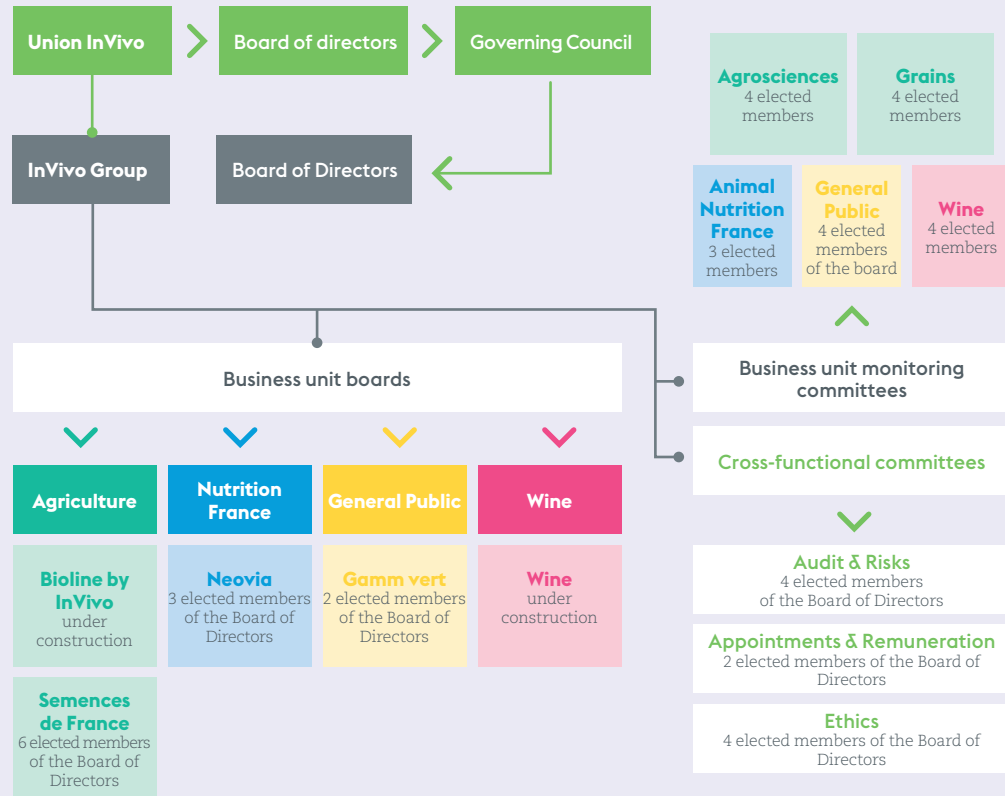 Union InVivo
Board of directors
Governing Council
InVivo Group
Board of Directors
Agrosciences
4 elected
members
Grains
4 elected
members
Animal
Nutrition
France
3 elected
members
General
Public
4 elected
members
of the board
Wine
4 elected
members
Business unit boards
Business unit monitoring
committees
Cross-functional committees
Agriculture
Nutrition
France
General Public
Wine
Bioline by
InVivo
under
construction
Neovia
3 elected members
of the Board of
Directors
Gamm vert
2 elected members
of the Board of
Directors
Wine
under
construction
Semences
de France
6 elected members
of the Board of
Directors
Audit & Risks
4 elected members
of the Board of Directors
Appointments & Remuneration
2 elected members of the Board of
Directors
Ethics
4 elected members of the Board of
Directors